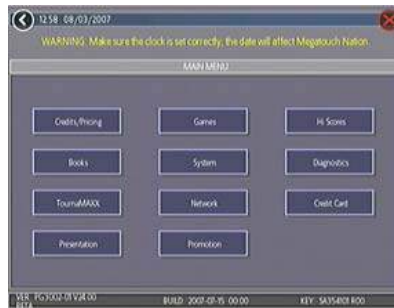 12:58 08/03/2007
WARNING: Make sure the clock is set correctly, the date will affect Megatouch Nation
MAIN MENU
Credits/Pricing Games Hi Scores
Books System Diagnostics
TournaMAXX Network Credit Card
Presentation Promotion
BUILD: 2007-07-15 00:00
BETA